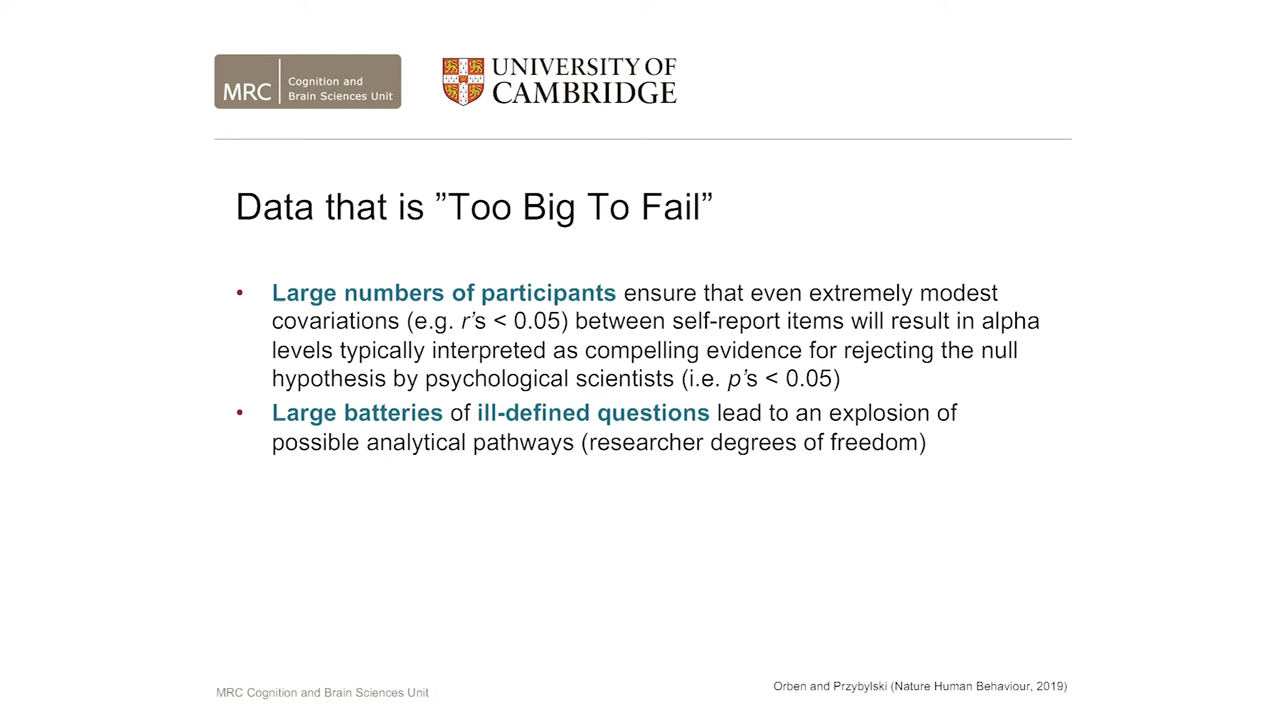 MRC
Cognition and
Brain Sciences Unit
UNIVERSITY OF
CAMBRIDGE
Data that is ”Too Big To Fail”
• Large numbers of participants ensure that even extremely modest
covariations (e.g. r’s < 0.05) between self-report items will result in alpha
levels typically interpreted as compelling evidence for rejecting the null
hypothesis by psychological scientists (i.e. p’s < 0.05)
• Large batteries of ill-defined questions lead to an explosion of
possible analytical pathways (researcher degrees of freedom)
MRC Cognition and Brain Sciences Unit
Orben and Przybylski (Nature Human Behaviour, 2019)